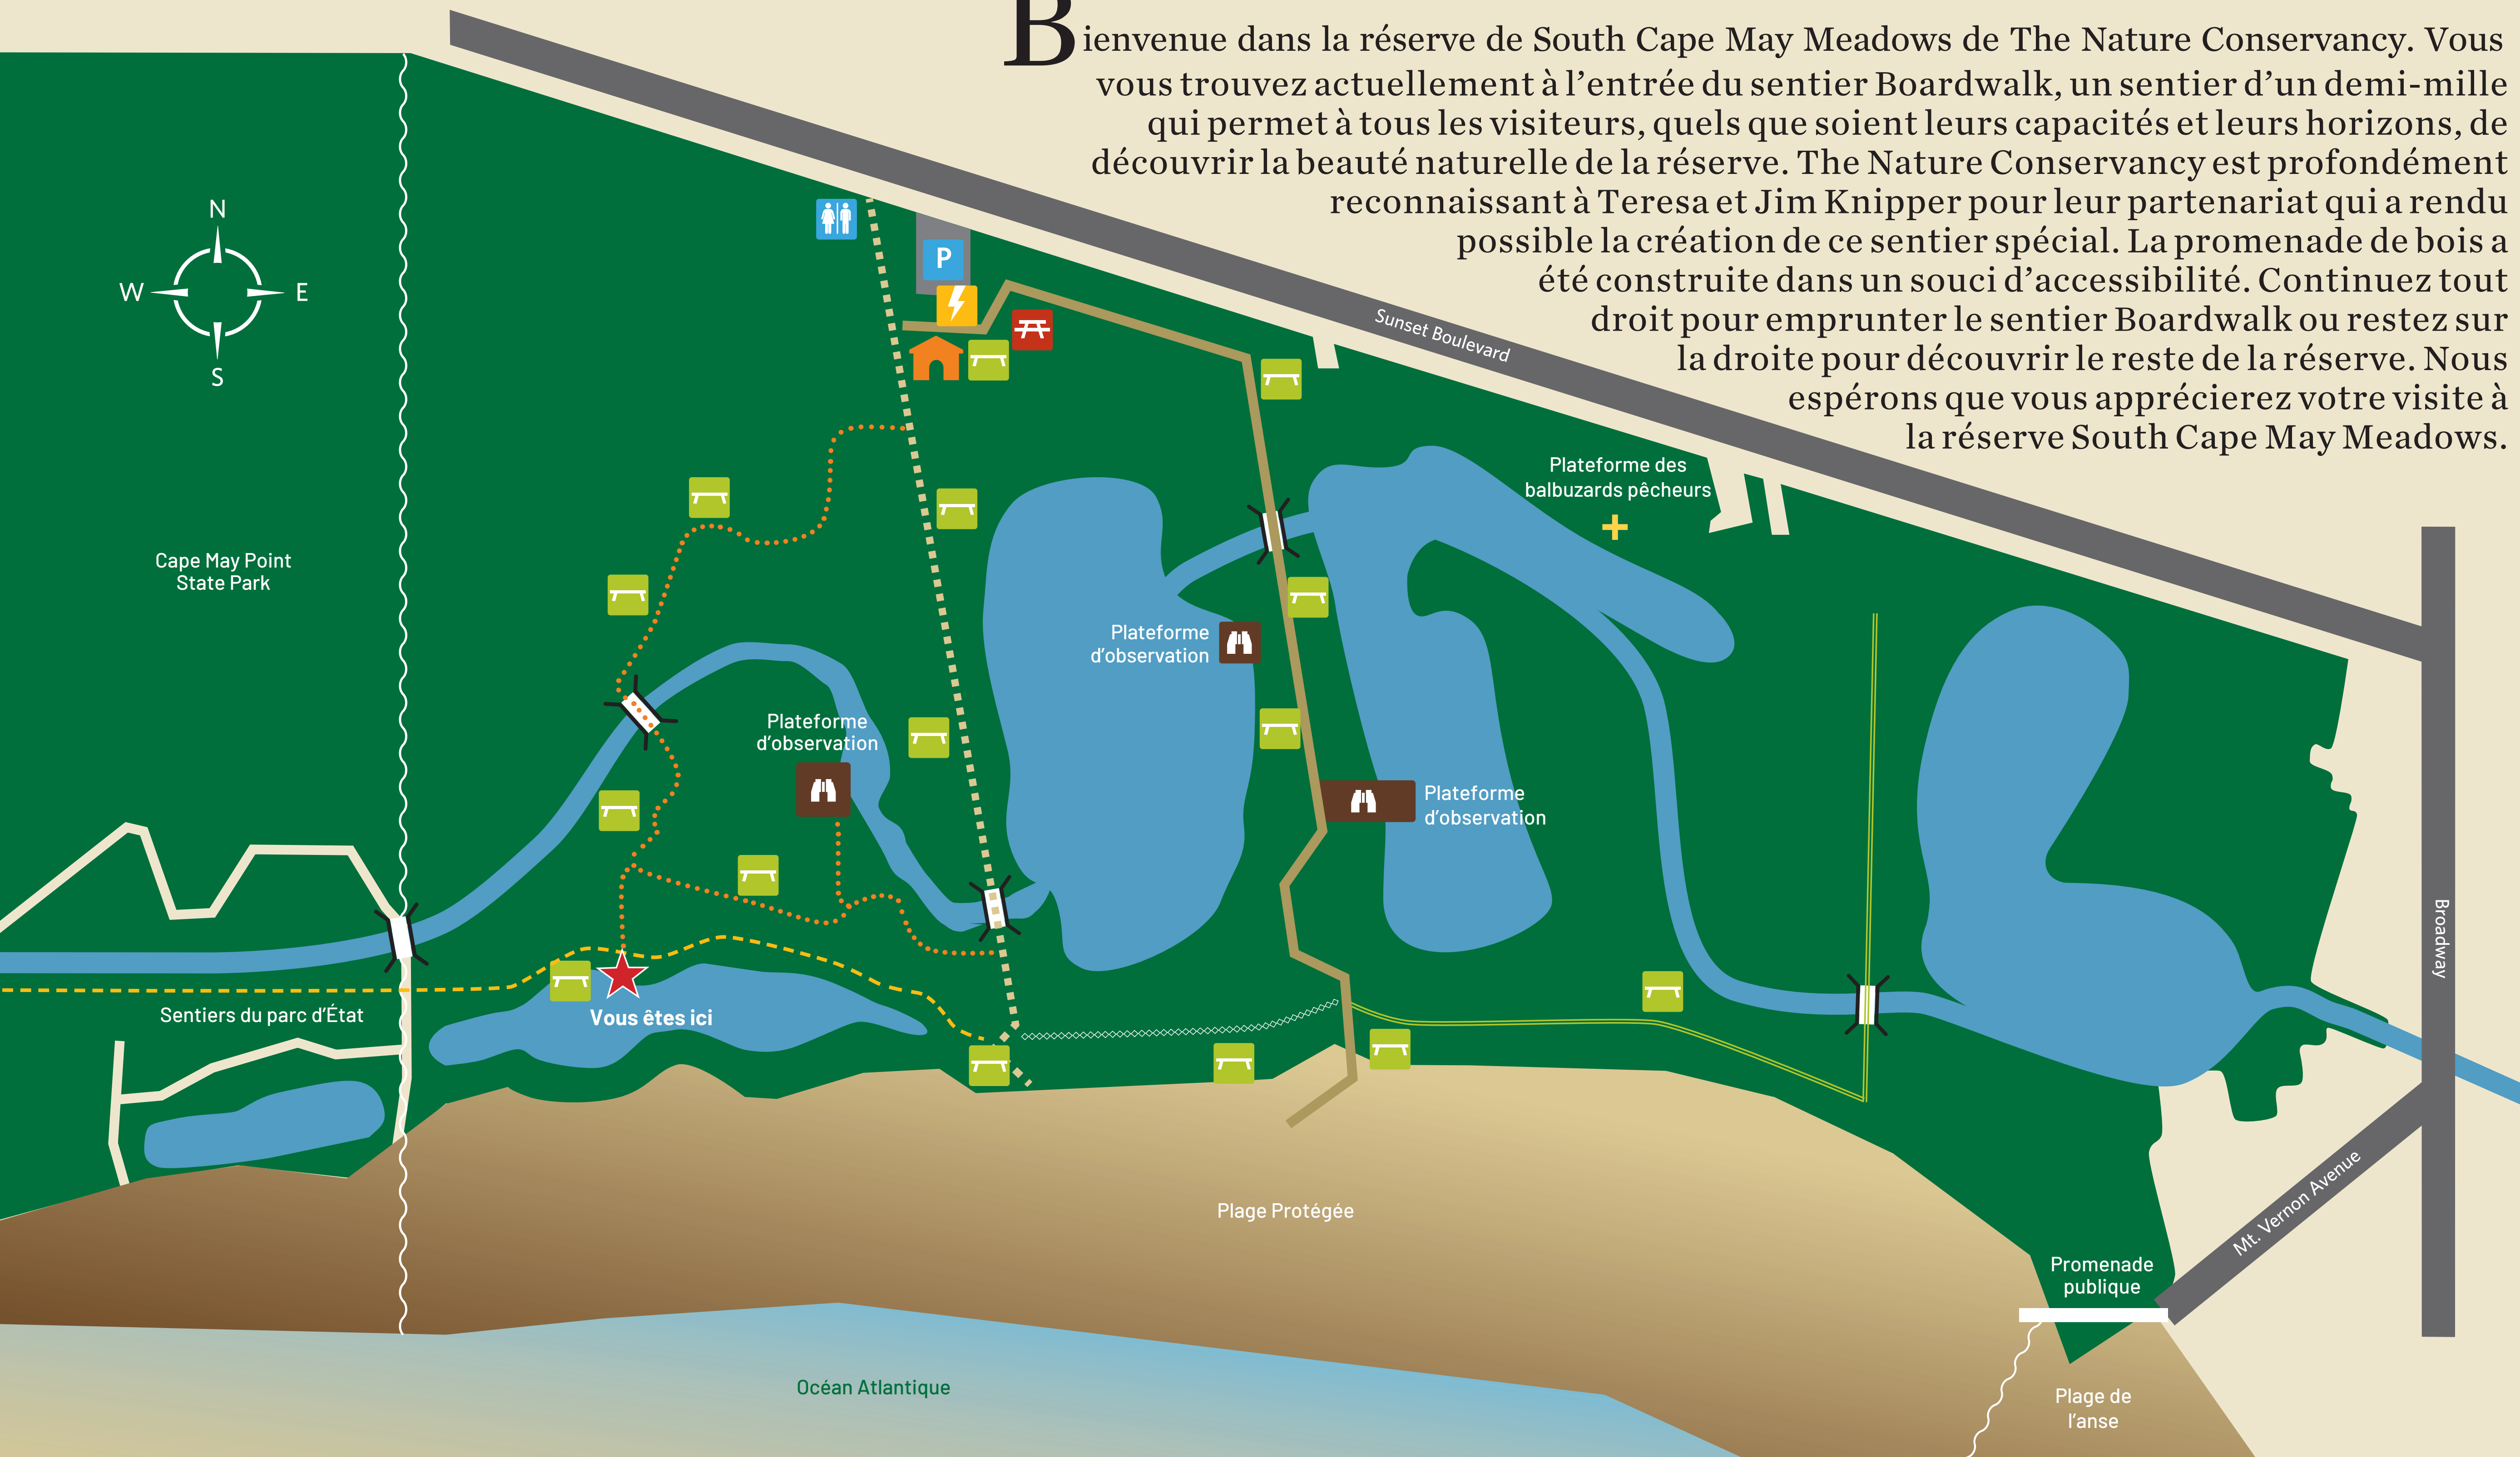 Bienvenue dans la réserve de South Cape May Meadows de The Nature Conservancy. Vous
vous trouvez actuellement à l’entrée du sentier Boardwalk, un sentier d’un demi-mille
qui permet à tous les visiteurs, quels que soient leurs capacités et leurs horizons, de
découvrir la beauté naturelle de la réserve. The Nature Conservancy est profondément
reconnaissant à Teresa et Jim Knipper pour leur partenariat qui a rendu
possible la création de ce sentier spécial. La promenade de bois a
été construite dans un souci d’accessibilité. Continuez tout
droit pour emprunter le sentier Boardwalk ou restez sur
la droite pour découvrir le reste de la réserve. Nous
espérons que vous apprécierez votre visite à
la réserve South Cape May Meadows.
N
W
E
S
P
Sunset Boulevard
Plateforme des
balbuzards pêcheurs
Cape May Point
State Park
Plateforme
d’observation
Plateforme
d’observation
Plateforme
d’observation
Broadway
Sentiers du parc d’État
Vous êtes ici
Plage Protégée
Mt. Vernon Avenue
Promenade
publique
Océan Atlantique
Plage de
l’anse